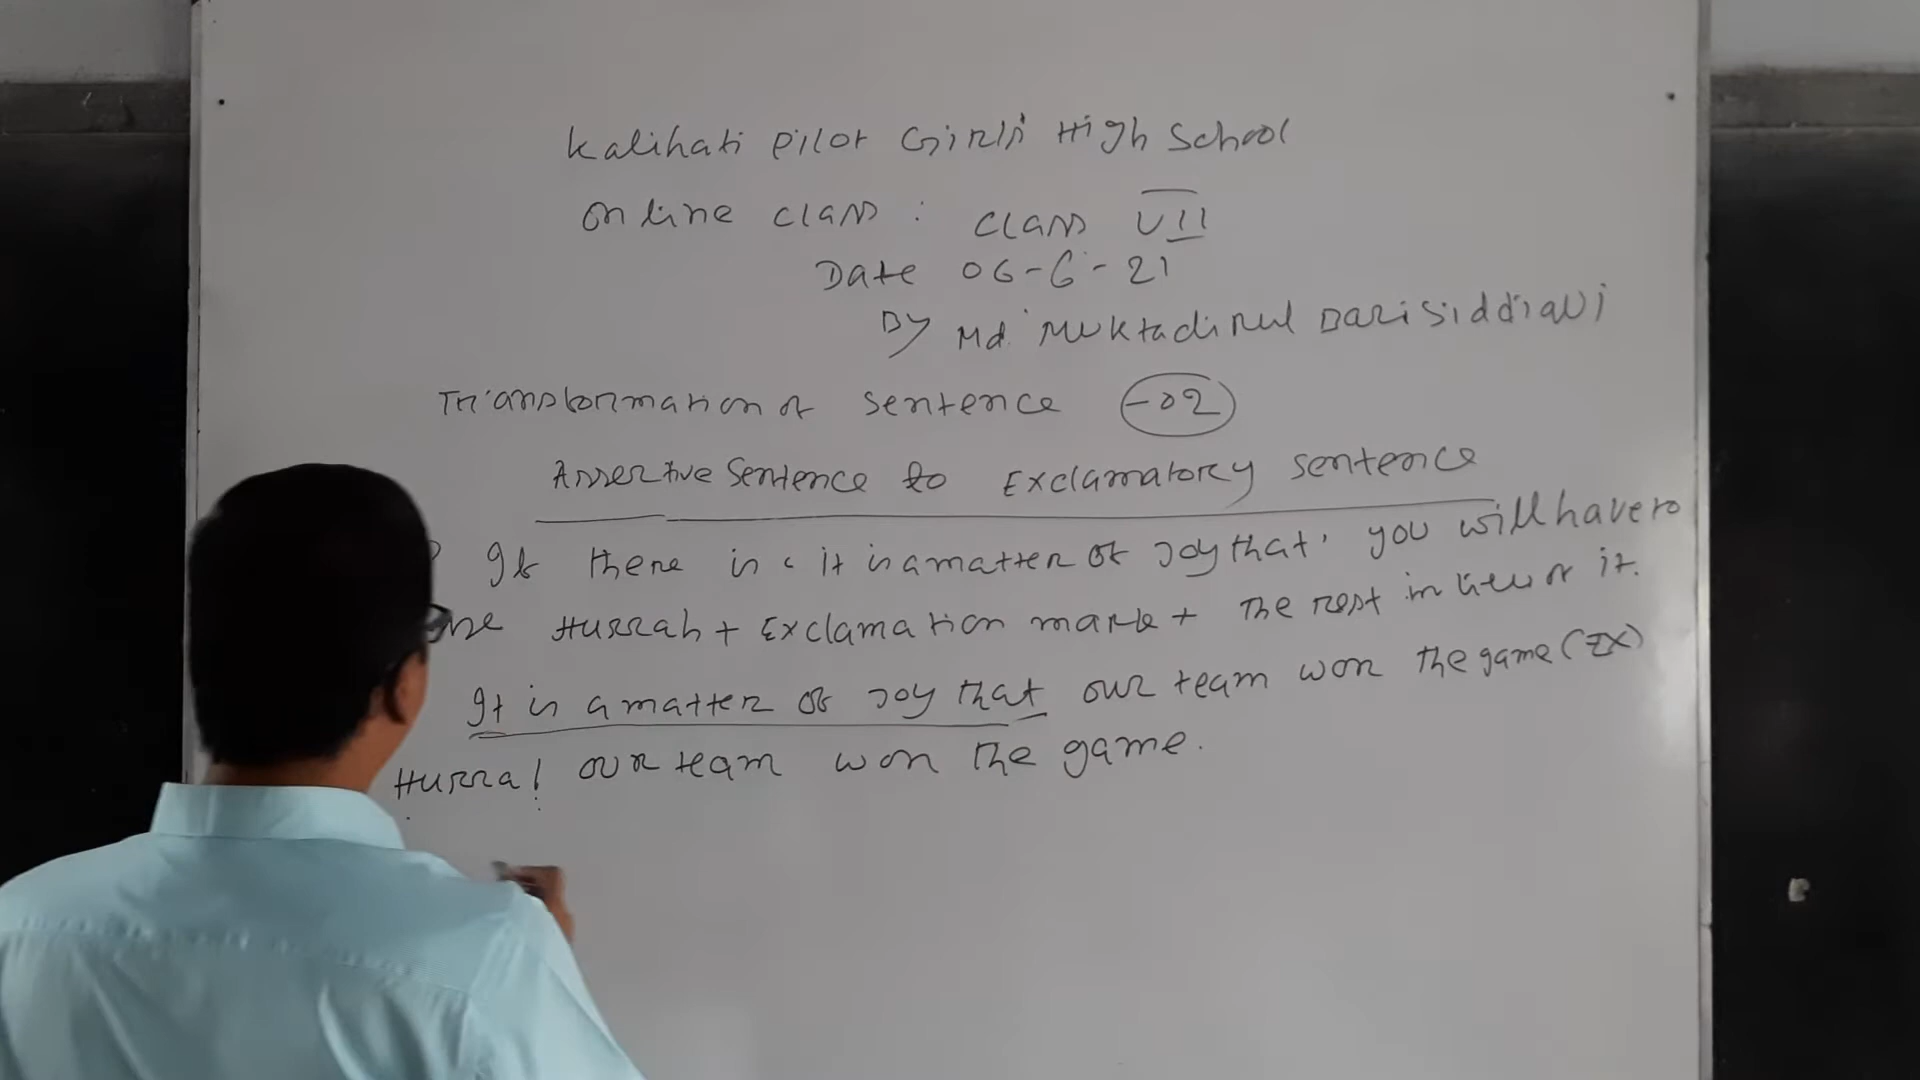 Kalihati Pilot Girls' High School
Online class : Class VII
Date 06-6-21
By Md. Muktadirul Bari Siddiqui
Transformation of Sentence -02
Assertive Sentence to Exclamatory Sentence
If there is ' it is a matter of Joy that' you will have to
use Hurrah + Exclamation mark + The rest in lieu of it.
It is a matter of Joy that our team won the game (Ex)
Hurra! our team won the game.